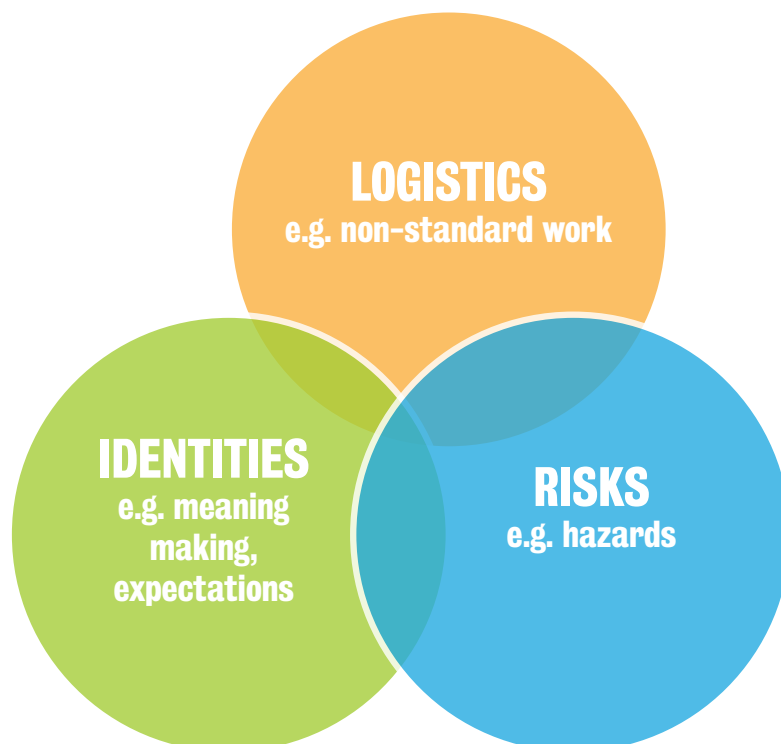 LOGISTICS
e.g. non-standard work
IDENTITIES
e.g. meaning
making,
expectations
RISKS
e.g. hazards